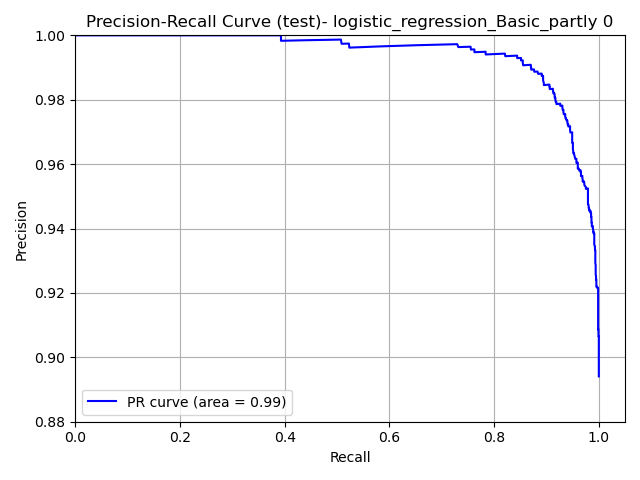 Precision-Recall Curve (test)- logistic_regression_Basic_partly 0
1.00
0.98
0.96
0.94
0.92
0.90
0.88
Precision
PR curve (area = 0.99)
0.0 0.2 0.4 0.6 0.8 1.0
Recall